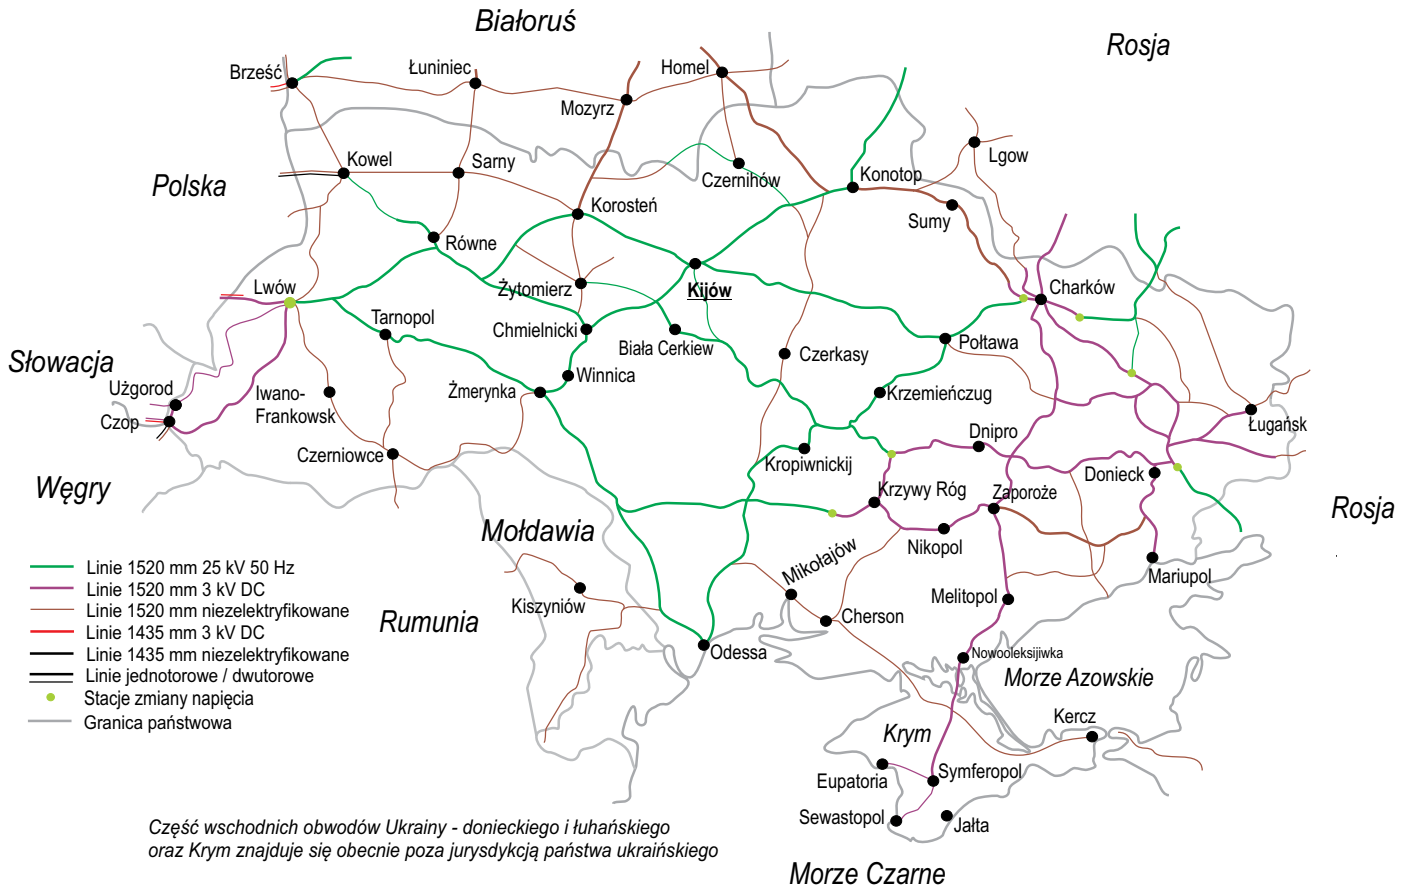 Białoruś
Rosja
Brześć
Łuniniec
Homel
Mozyrz
Lgow
Kowel
Sarny
Czernihów
Konotop
Polska
Korosteń
Sumy
Równe
Lwów
Żytomierz
Kijów
Charków
Tarnopol
Chmielnicki
Biała Cerkiew
Czerkasy
Połtawa
Słowacja
Użgorod
Iwano-
Frankowsk
Żmerynka
Winnica
Krzemieńczug
Czop
Ługańsk
Czerniowce
Kropiwnickij
Dnipro
Donieck
Węgry
Krzywy Róg
Zaporoże
Rosja
Mołdawia
Nikopol
Mikołajów
Mariupol
Linie 1520 mm 25 kV 50 Hz
Linie 1520 mm 3 kV DC
Linie 1520 mm niezelektryfikowane
Linie 1435 mm 3 kV DC
Linie 1435 mm niezelektryfikowane
Linie jednotorowe / dwutorowe
Stacje zmiany napięcia
Granica państwowa
Kiszyniów
Rumunia
Melitopol
Cherson
Odessa
Nowooleksijiwka
Morze Azowskie
Kercz
Krym
Eupatoria
Symferopol
Sewastopol
Jałta
Część wschodnich obwodów Ukrainy - donieckiego i łuhańskiego
oraz Krym znajduje się obecnie poza jurysdykcją państwa ukraińskiego
Morze Czarne